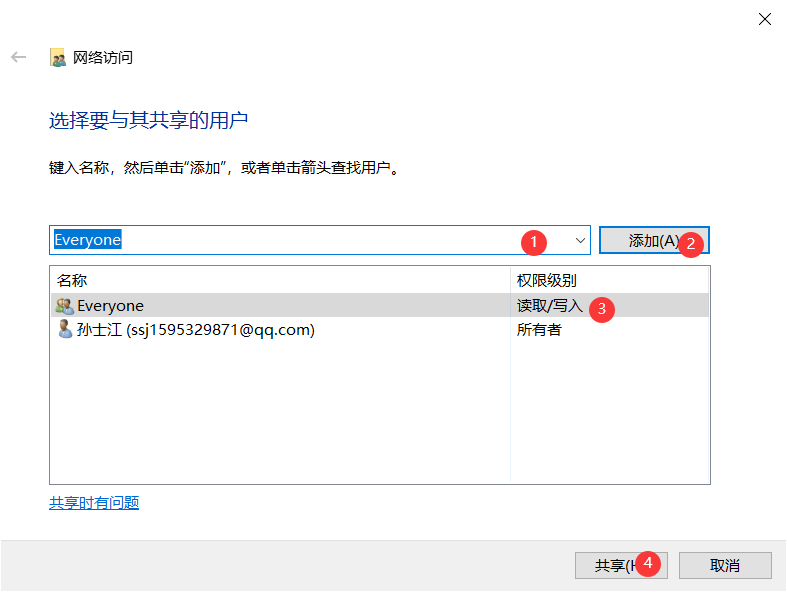 网络访问
选择要与其共享的用户
键入名称，然后单击“添加”，或者单击箭头查找用户。
Everyone 1 添加(A) 2
名称 权限级别
Everyone 读取/写入 3
孙士江 (ssj1595329871@qq.com) 所有者
共享时有问题
共享(H 4 取消